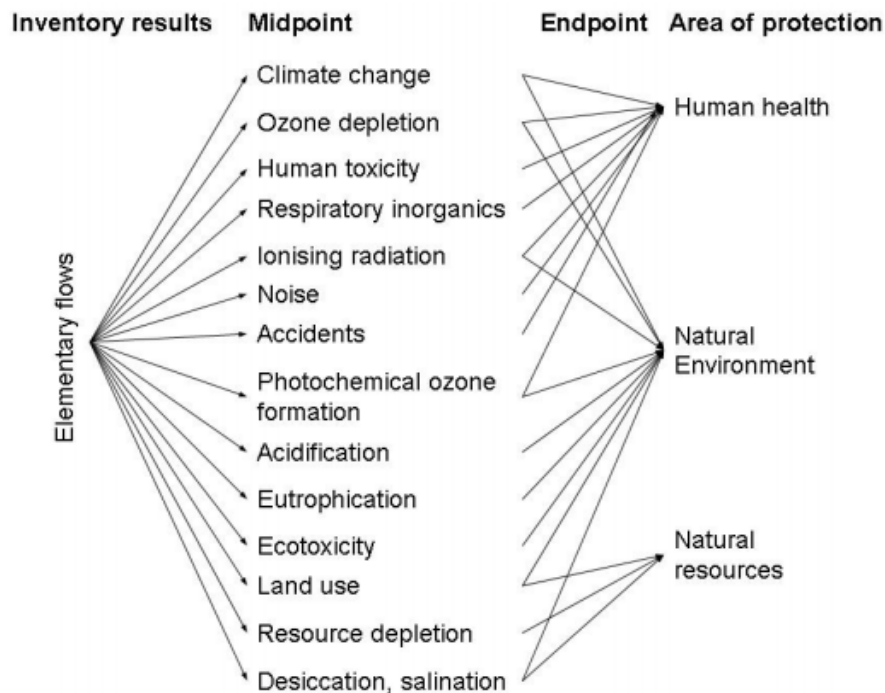 Inventory results Midpoint Endpoint Area of protection
Elementary flows
Climate change
Ozone depletion
Human toxicity
Respiratory inorganics
Ionising radiation
Noise
Accidents
Photochemical ozone
formation
Acidification
Eutrophication
Ecotoxicity
Land use
Resource depletion
Desiccation, salination
Human health
Natural
Environment
Natural
resources